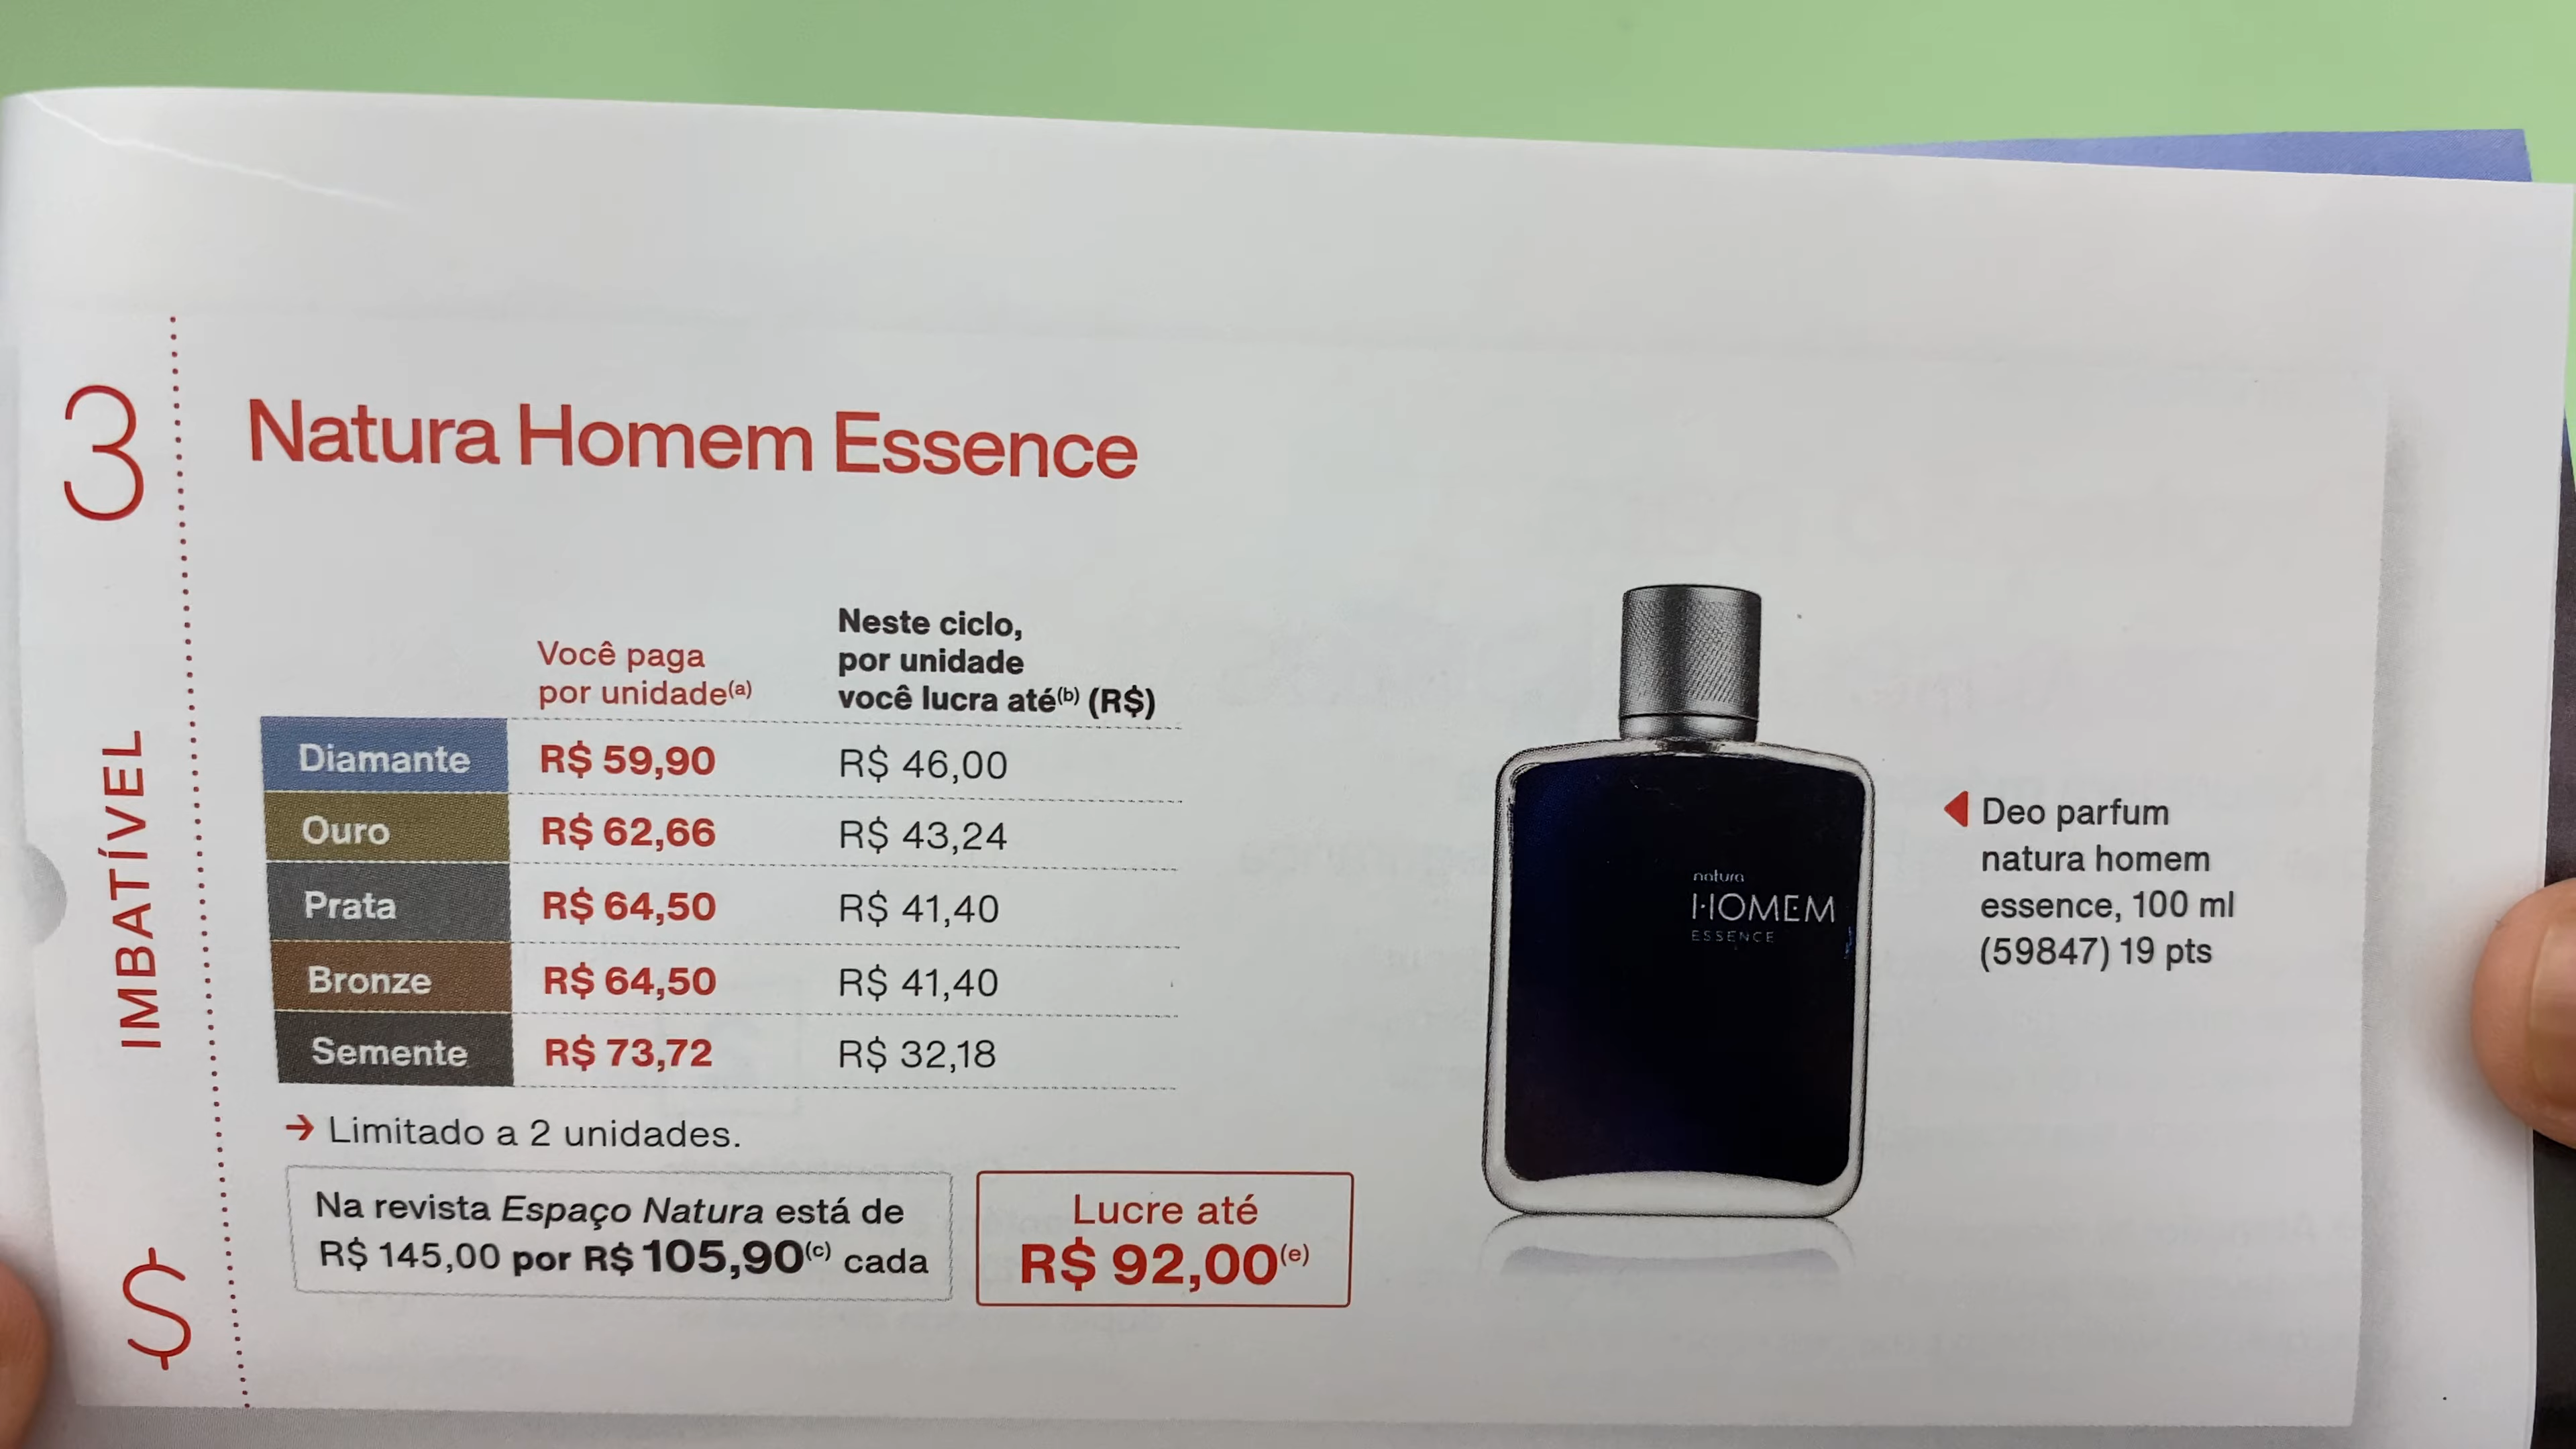 3
IMBATÍVEL
$
Natura Homem Essence
Você paga
por unidade(a)
Neste ciclo,
por unidade
você lucra até(b) (R$)
Diamante R$ 59,90 R$ 46,00
Ouro R$ 62,66 R$ 43,24
Prata R$ 64,50 R$ 41,40
Bronze R$ 64,50 R$ 41,40
Semente R$ 73,72 R$ 32,18
→ Limitado a 2 unidades.
Na revista Espaço Natura está de
R$ 145,00 por R$ 105,90(c) cada
Lucre até
R$ 92,00(e)
natura
HOMEM
ESSENCE
Deo parfum
natura homem
essence, 100 ml
(59847) 19 pts